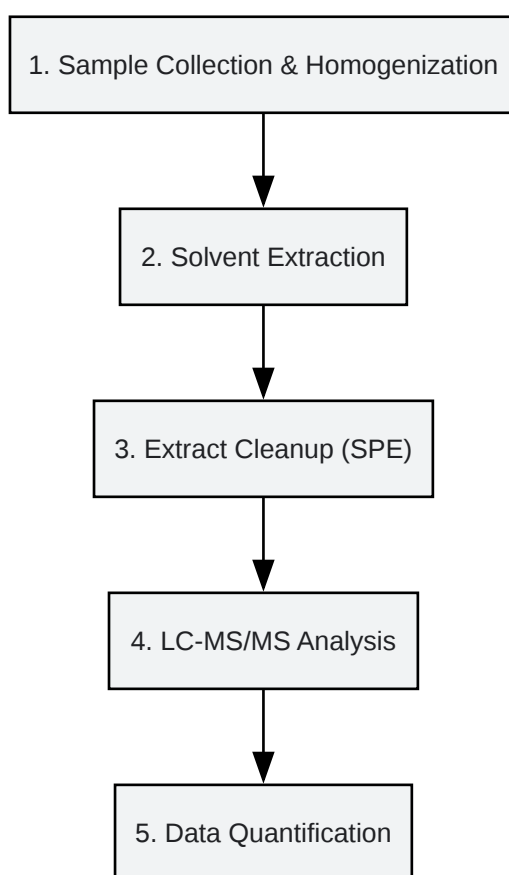 1. Sample Collection & Homogenization
2. Solvent Extraction
3. Extract Cleanup (SPE)
4. LC-MS/MS Analysis
5. Data Quantification